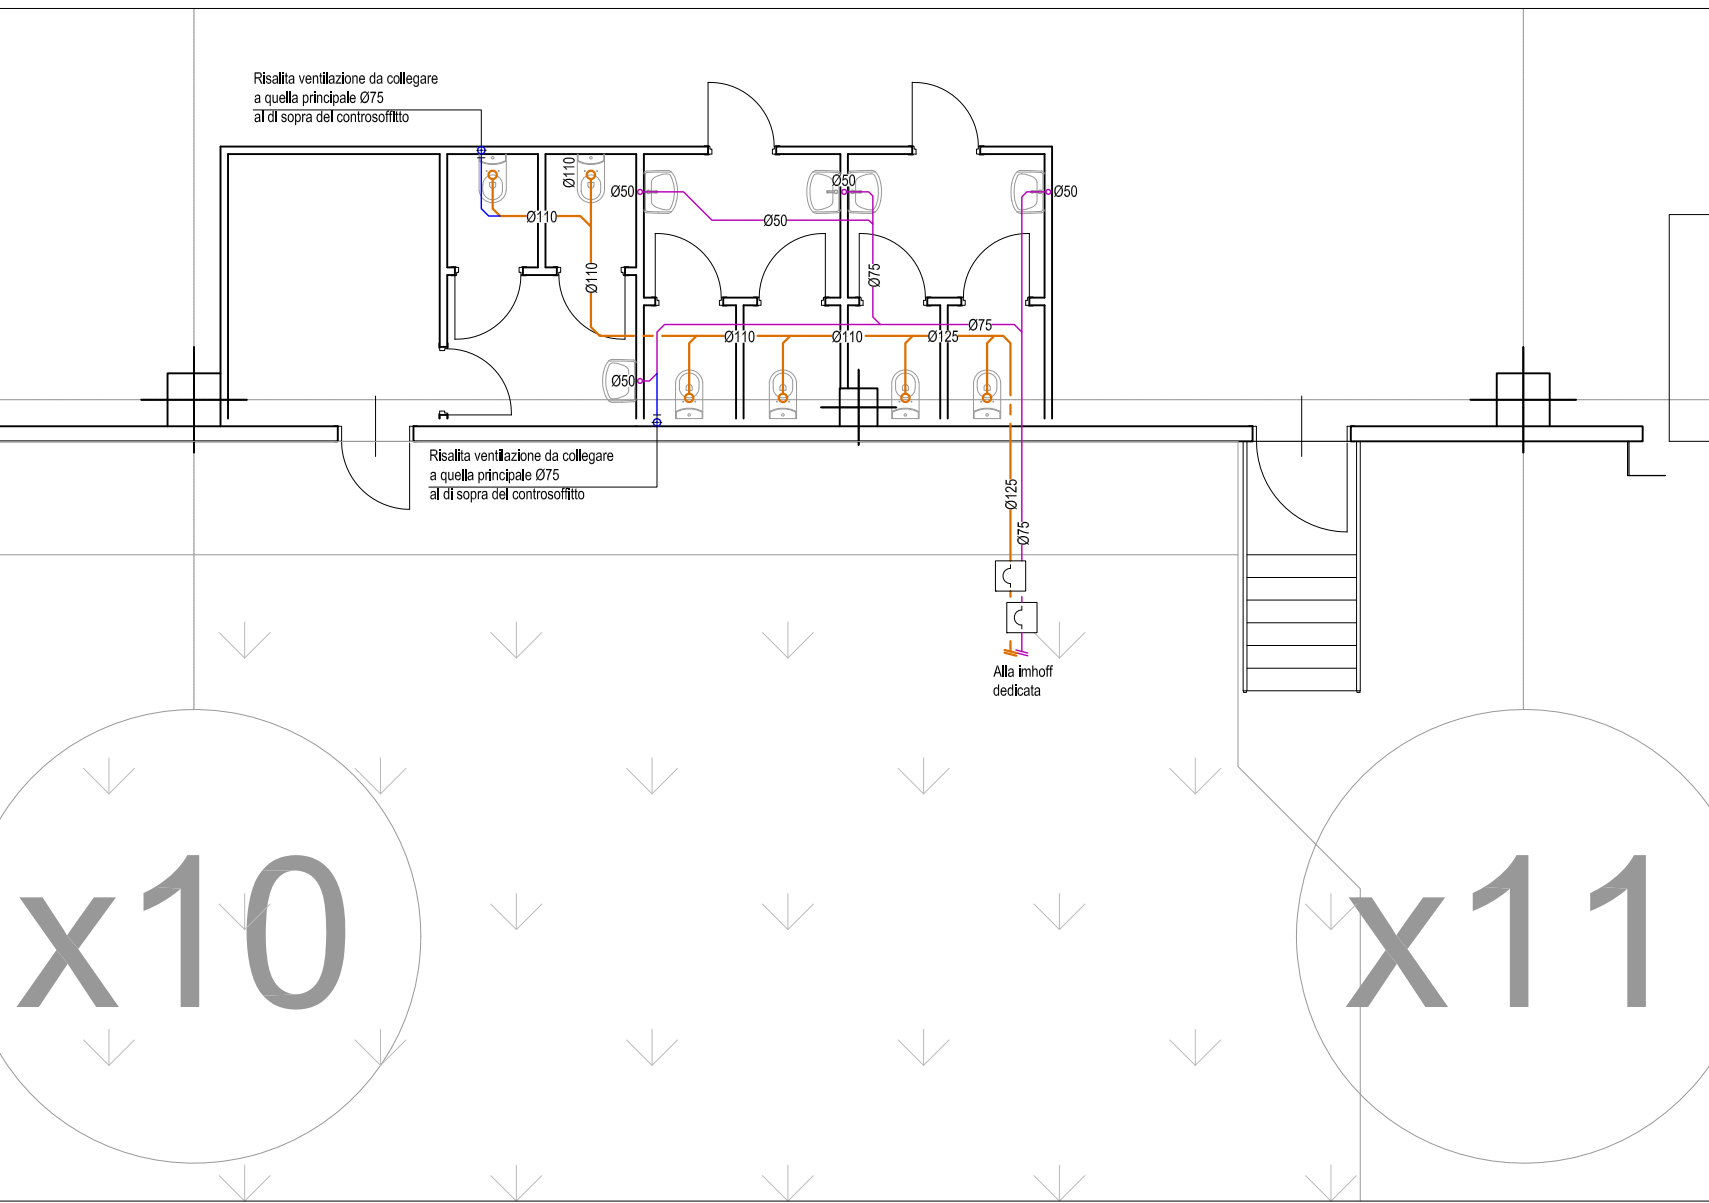 Risalita ventilazione da collegare
a quella principale Ø75
al di sopra del controsoffitto
Ø110
Ø50
Ø50
Ø50
Ø110
Ø50
Ø110
Ø75
Ø75
Ø110
Ø110
Ø125
Ø50
Risalita ventilazione da collegare
a quella principale Ø75
al di sopra del controsoffitto
Ø125
Ø75
Alla imhoff
dedicata
x10
x11